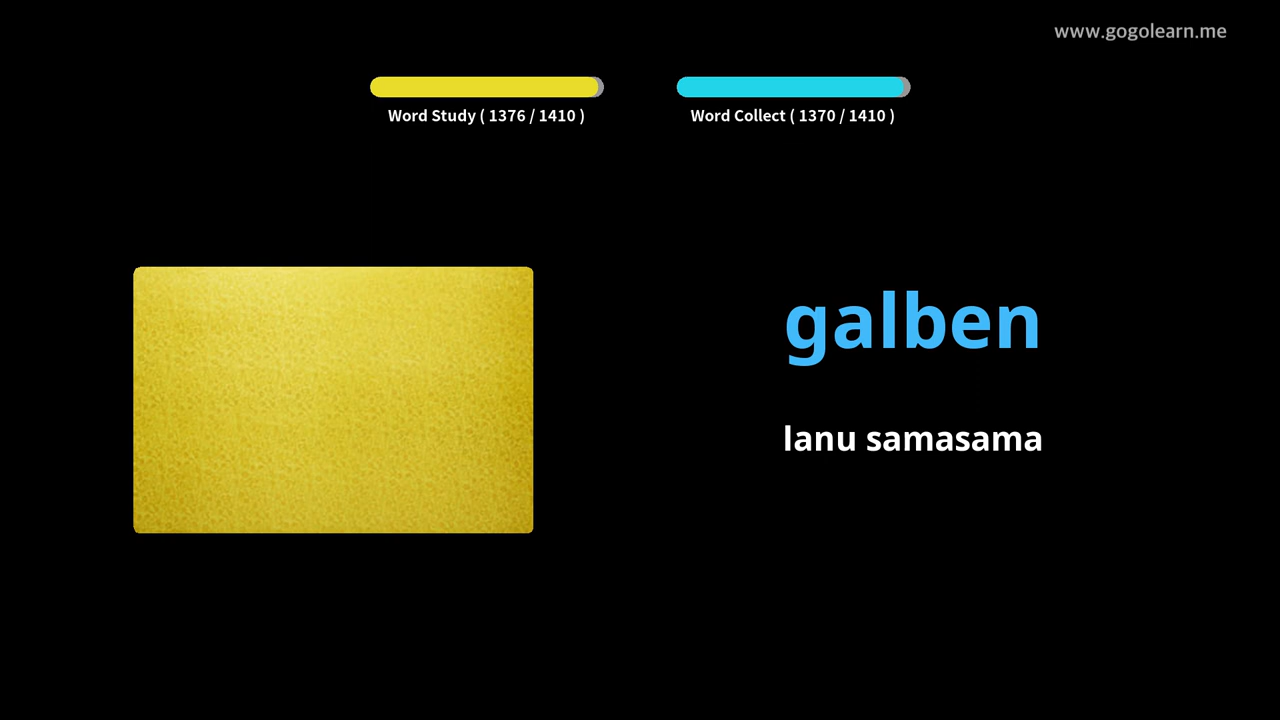 www.gogolearn.me
Word Study ( 1376 / 1410 )
Word Collect ( 1370 / 1410 )
galben
lanu samasama